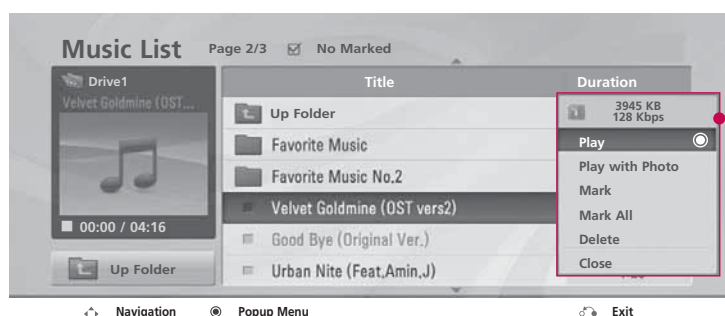 Music List Page 2/3 No Marked
Drive1
Velvet Goldmine (OST...
00:00 / 04:16
Up Folder
Title Duration
Up Folder
Favorite Music
Favorite Music No.2
Velvet Goldmine (OST vers2)
Good Bye (Original Ver.)
Urban Nite (Feat,Amin,J)
3945 KB
128 Kbps
Play
Play with Photo
Mark
Mark All
Delete
Close
Navigation Popup Menu Exit